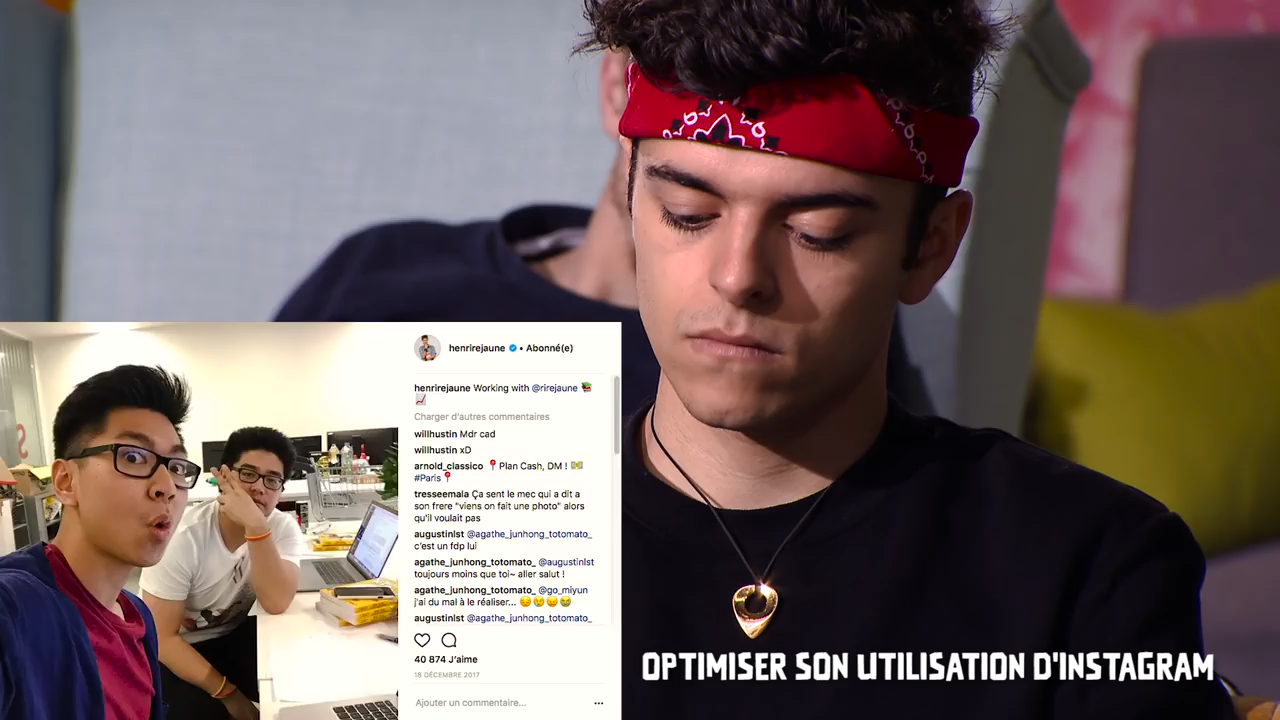 henrirejaune • Abonné(e)
henrirejaune Working with @rirejaune
Charger d'autres commentaires
willhustin Mdr cad
willhustin xD
arnold_classico 📍Plan Cash, DM ! 💵
#Paris📍
tresseemala Ça sent le mec qui a dit a
son frere "viens on fait une photo" alors
qu'il voulait pas
augustinlst @agathe_junhong_totomato_
c'est un fdp lui
agathe_junhong_totomato_ @augustinlst
toujours moins que toi~ aller salut !
agathe_junhong_totomato_ @go_miyun
j'ai du mal à le réaliser... 😔😢😞😭
augustinlst @agathe_junhong_totomato_
40 874 J'aime
18 DÉCEMBRE 2017
Ajouter un commentaire... •••
OPTIMISER SON UTILISATION D'INSTAGRAM